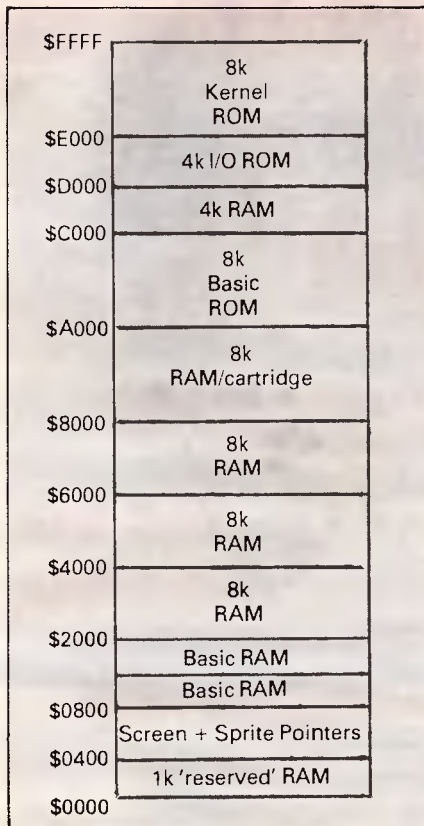 $FFFF
8k
Kernel
ROM
$E000
4k I/O ROM
$D000
4k RAM
$C000
8k
Basic
ROM
$A000
8k
RAM/cartridge
$8000
8k
RAM
$6000
8k
RAM
$4000
8k
RAM
$2000
Basic RAM
Basic RAM
$0800
Screen + Sprite Pointers
$0400
1k 'reserved' RAM
$0000